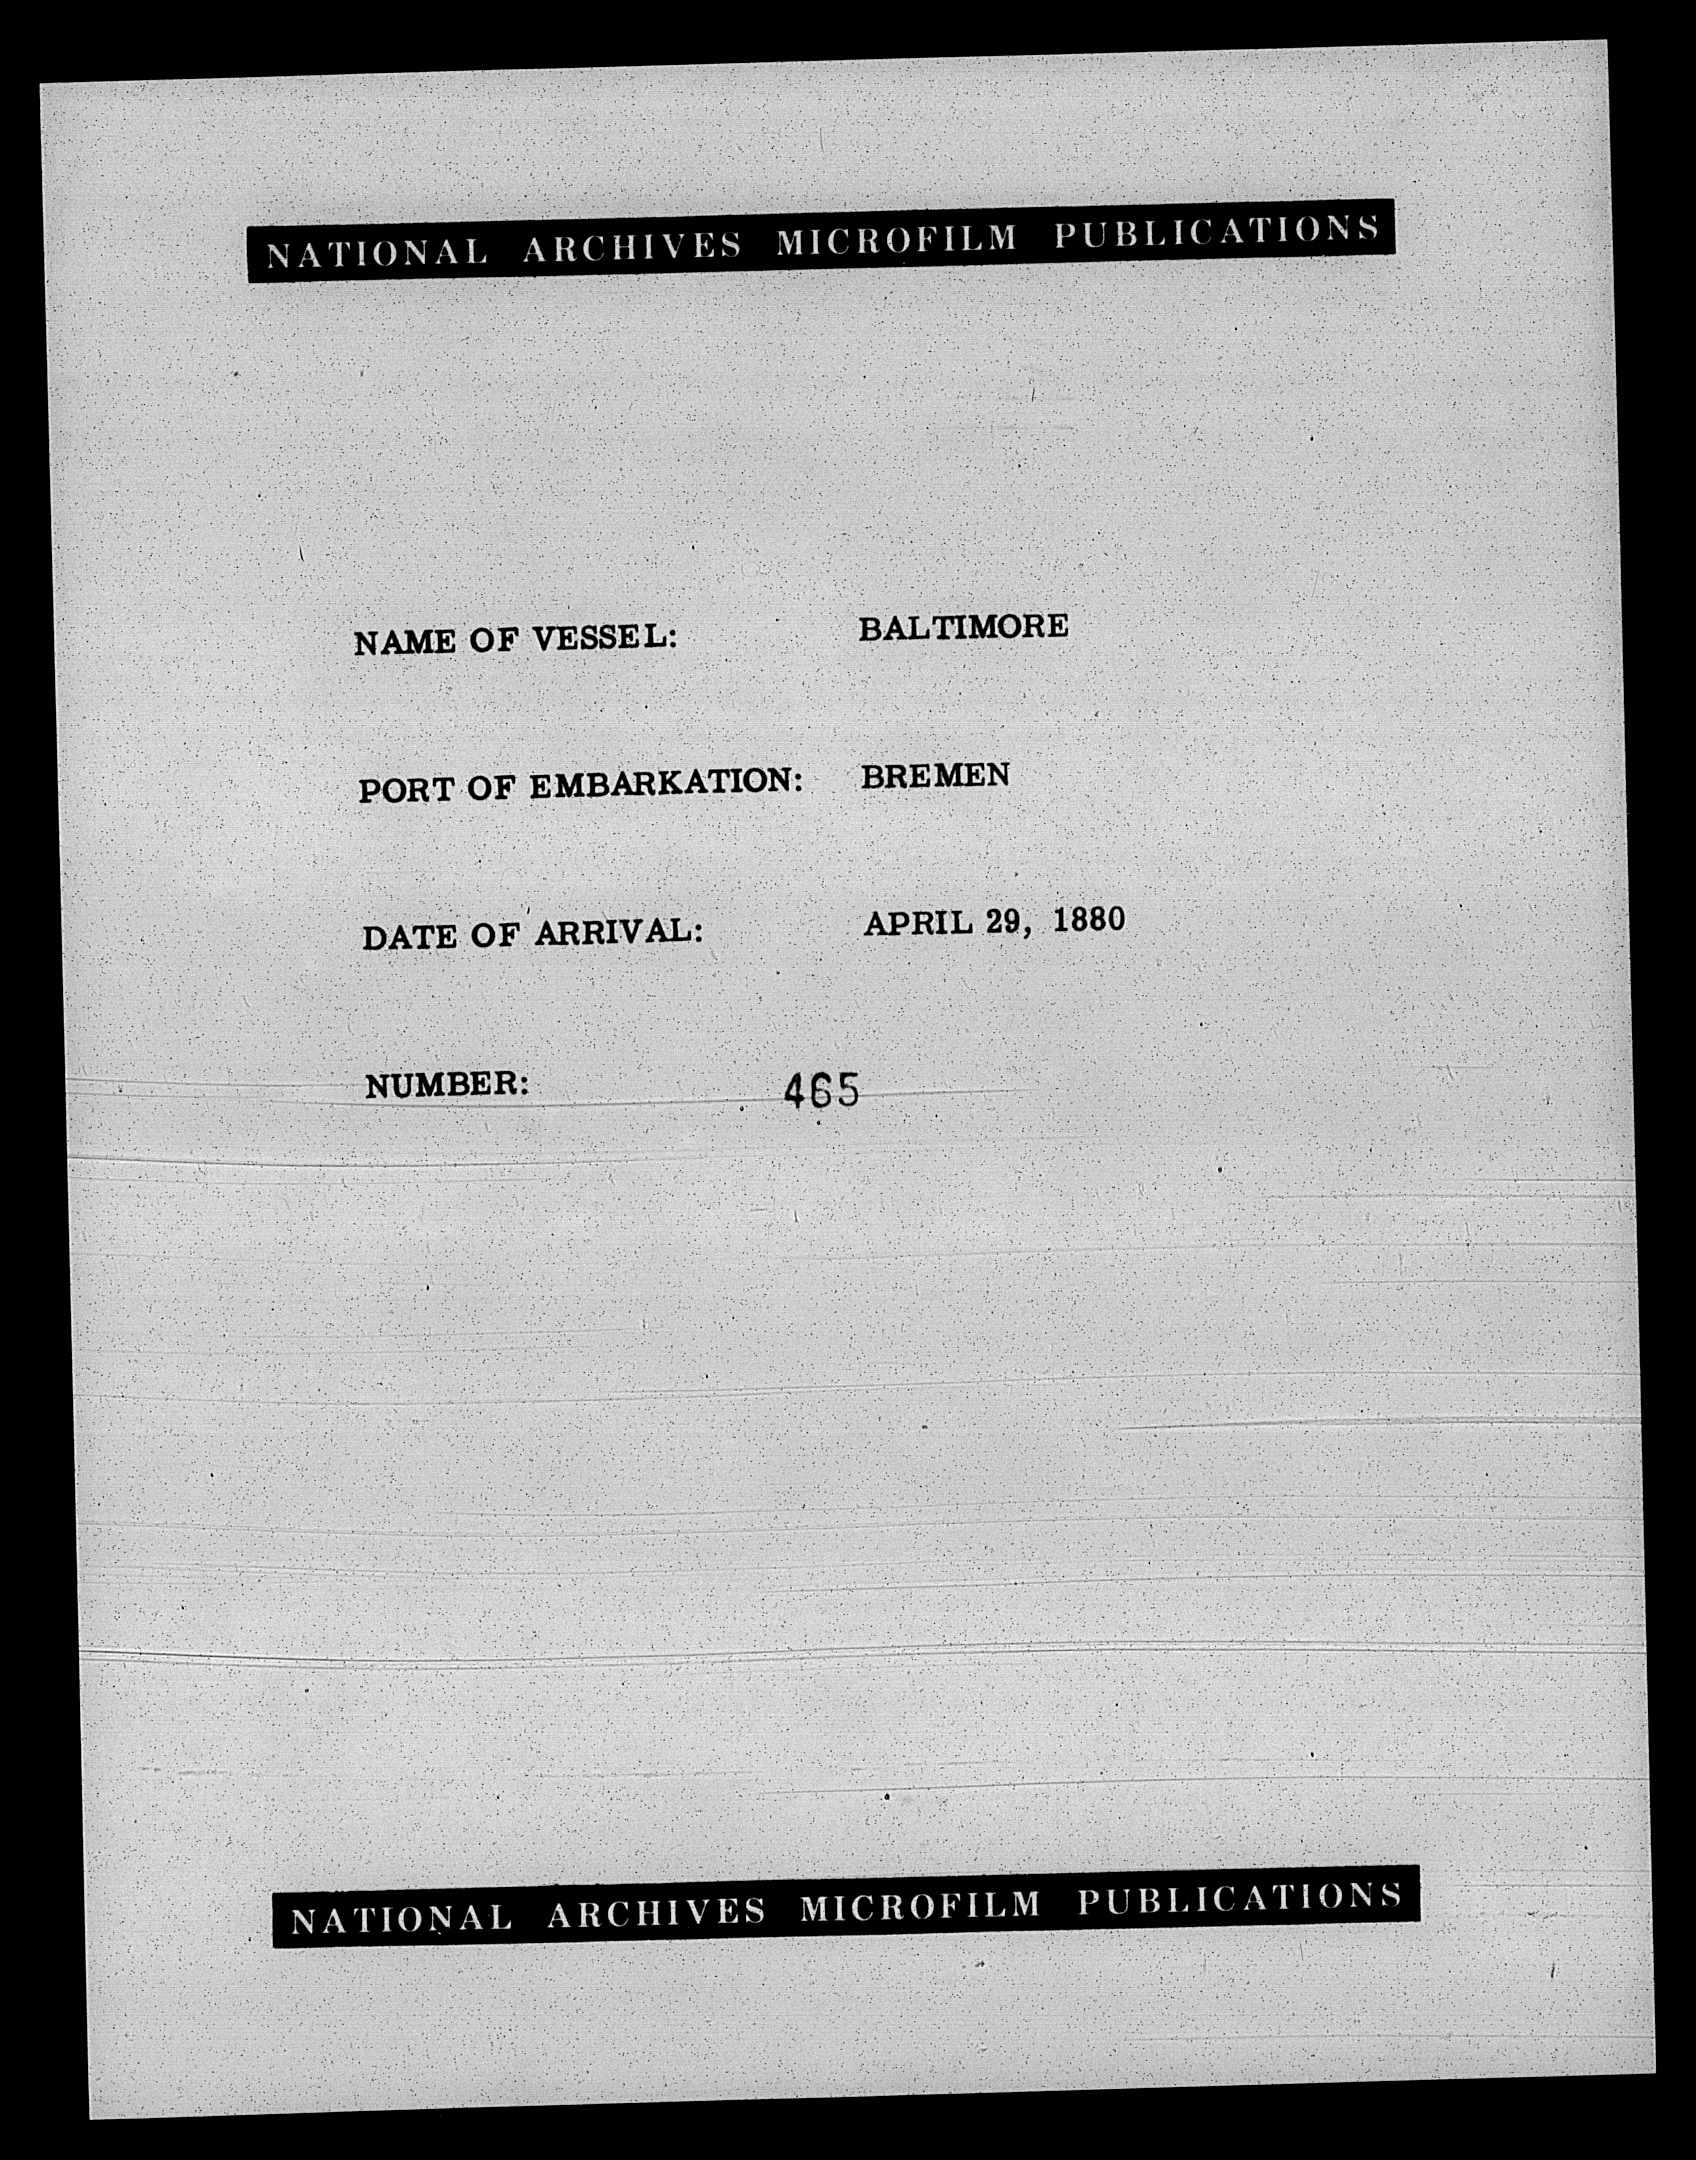 NATIONAL ARCHIVES MICROFILM PUBLICATIONS
NAME OF VESSEL: BALTIMORE
PORT OF EMBARKATION: BREMEN
DATE OF ARRIVAL: APRIL 29, 1880
NUMBER: 465
NATIONAL ARCHIVES MICROFILM PUBLICATIONS